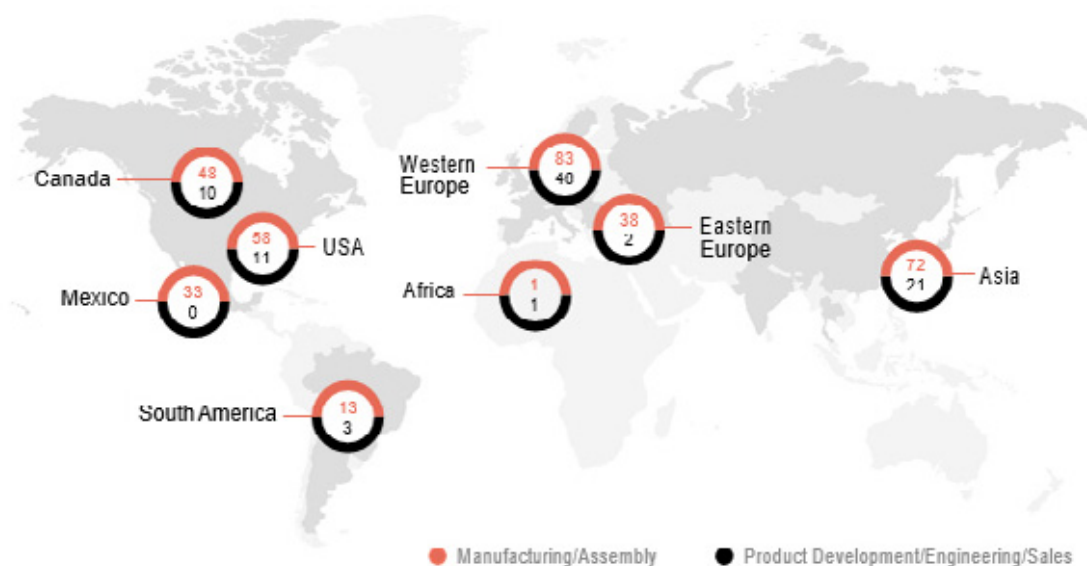 Canada
48
10
58
11
USA
Mexico
33
0
South America
13
3
Western
Europe
83
40
38
2
Eastern
Europe
Africa
1
1
72
21
Asia
Manufacturing/Assembly
Product Development/Engineering/Sales